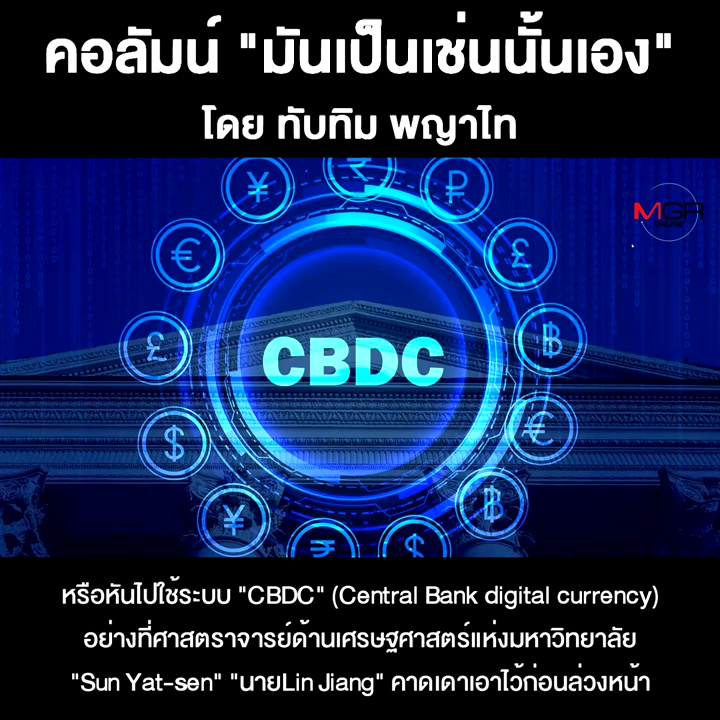 คอลัมน์ "มันเป็นเช่นนั้นเอง"
โดย ทับทิม พญาไท
MGR
ONLINE
CBDC
หรือหันไปใช้ระบบ "CBDC" (Central Bank digital currency)
อย่างที่ศาสตราจารย์ด้านเศรษฐศาสตร์แห่งมหาวิทยาลัย
"Sun Yat-sen" "นายLin Jiang" คาดเดาเอาไว้ก่อนล่วงหน้า